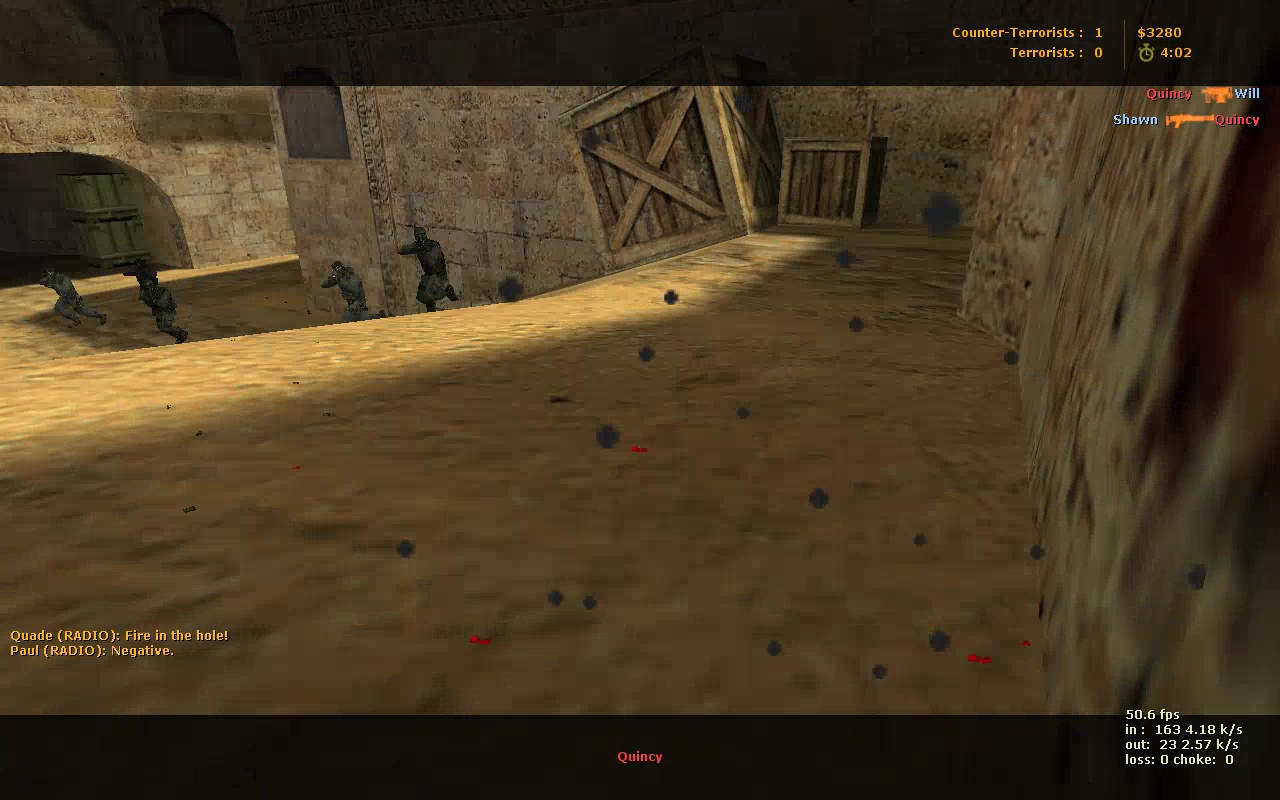 Counter-Terrorists : 1 $3280
Terrorists : 0 4:02
Quincy Will
Shawn Quincy
Quade (RADIO): Fire in the hole!
Paul (RADIO): Negative.
50.6 fps
in : 163 4.18 k/s
out: 23 2.57 k/s
loss: 0 choke: 0
Quincy